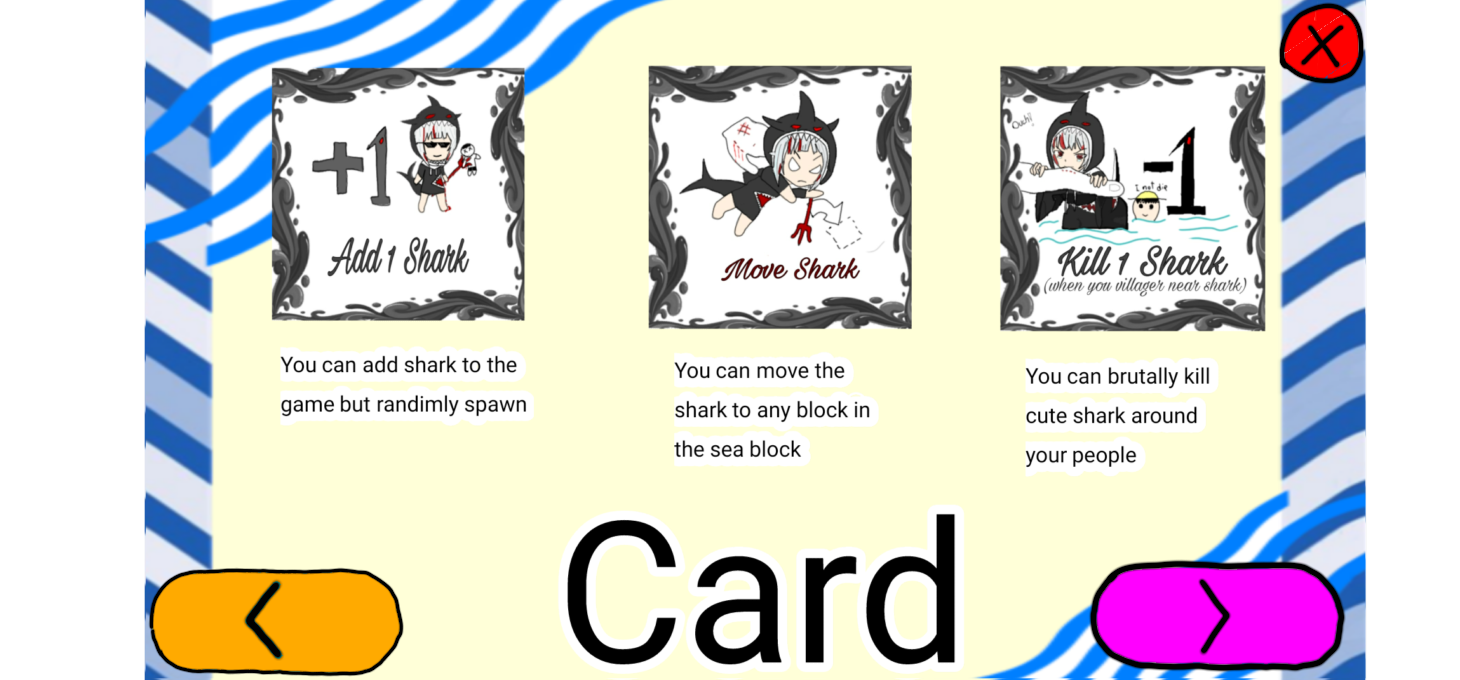 +1
Add 1 Shark
You can add shark to the
game but randimly spawn
#
Move Shark
You can move the
shark to any block in
the sea block
Ouch!
-1
I not die
Kill 1 Shark
(when you villager near shark)
You can brutally kill
cute shark around
your people
Card